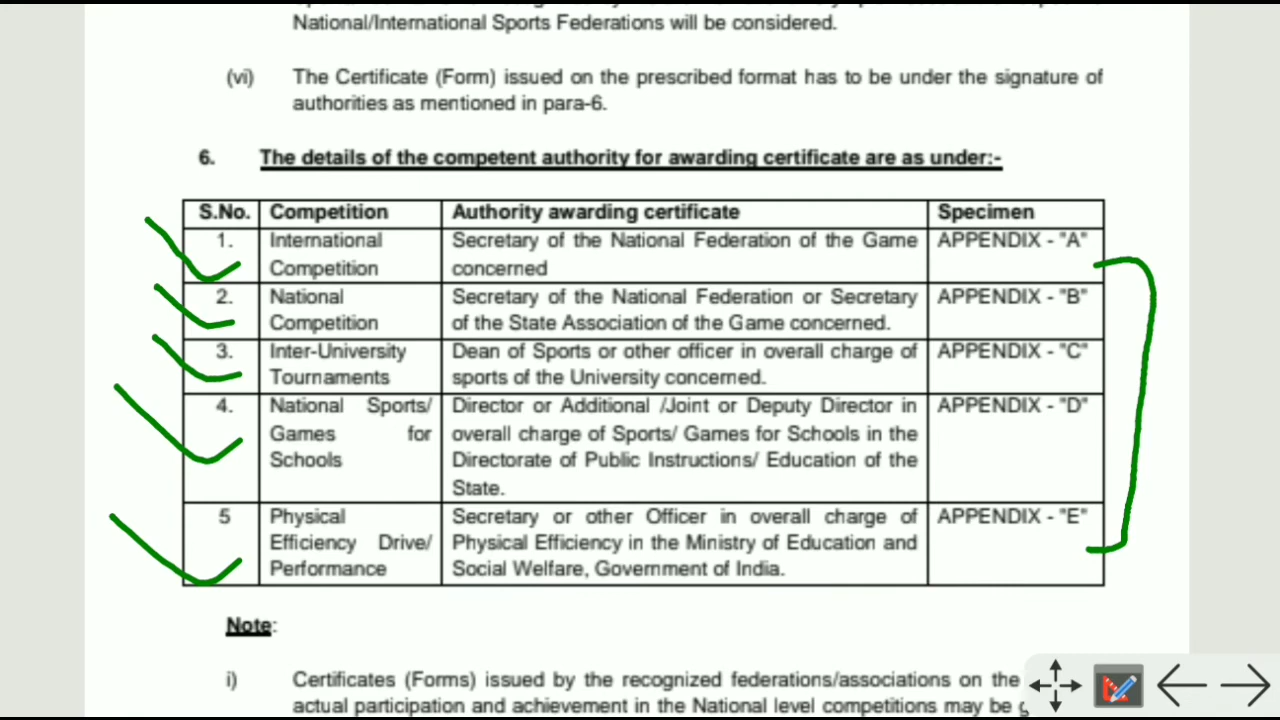 National/International Sports Federations will be considered.
(vi) The Certificate (Form) issued on the prescribed format has to be under the signature of
authorities as mentioned in para-6.
6. The details of the competent authority for awarding certificate are as under:-
S.No. Competition Authority awarding certificate Specimen
1. International Secretary of the National Federation of the Game APPENDIX - "A"
Competition concerned
2. National Secretary of the National Federation or Secretary APPENDIX - "B"
Competition of the State Association of the Game concerned.
3. Inter-University Dean of Sports or other officer in overall charge of APPENDIX - "C"
Tournaments sports of the University concerned.
4. National Sports/ Director or Additional /Joint or Deputy Director in APPENDIX - "D"
Games for overall charge of Sports/ Games for Schools in the
Schools Directorate of Public Instructions/ Education of the
State.
5 Physical Secretary or other Officer in overall charge of APPENDIX - "E"
Efficiency Drive/ Physical Efficiency in the Ministry of Education and
Performance Social Welfare, Government of India.
Note:
i) Certificates (Forms) issued by the recognized federations/associations on the
actual participation and achievement in the National level competitions may be